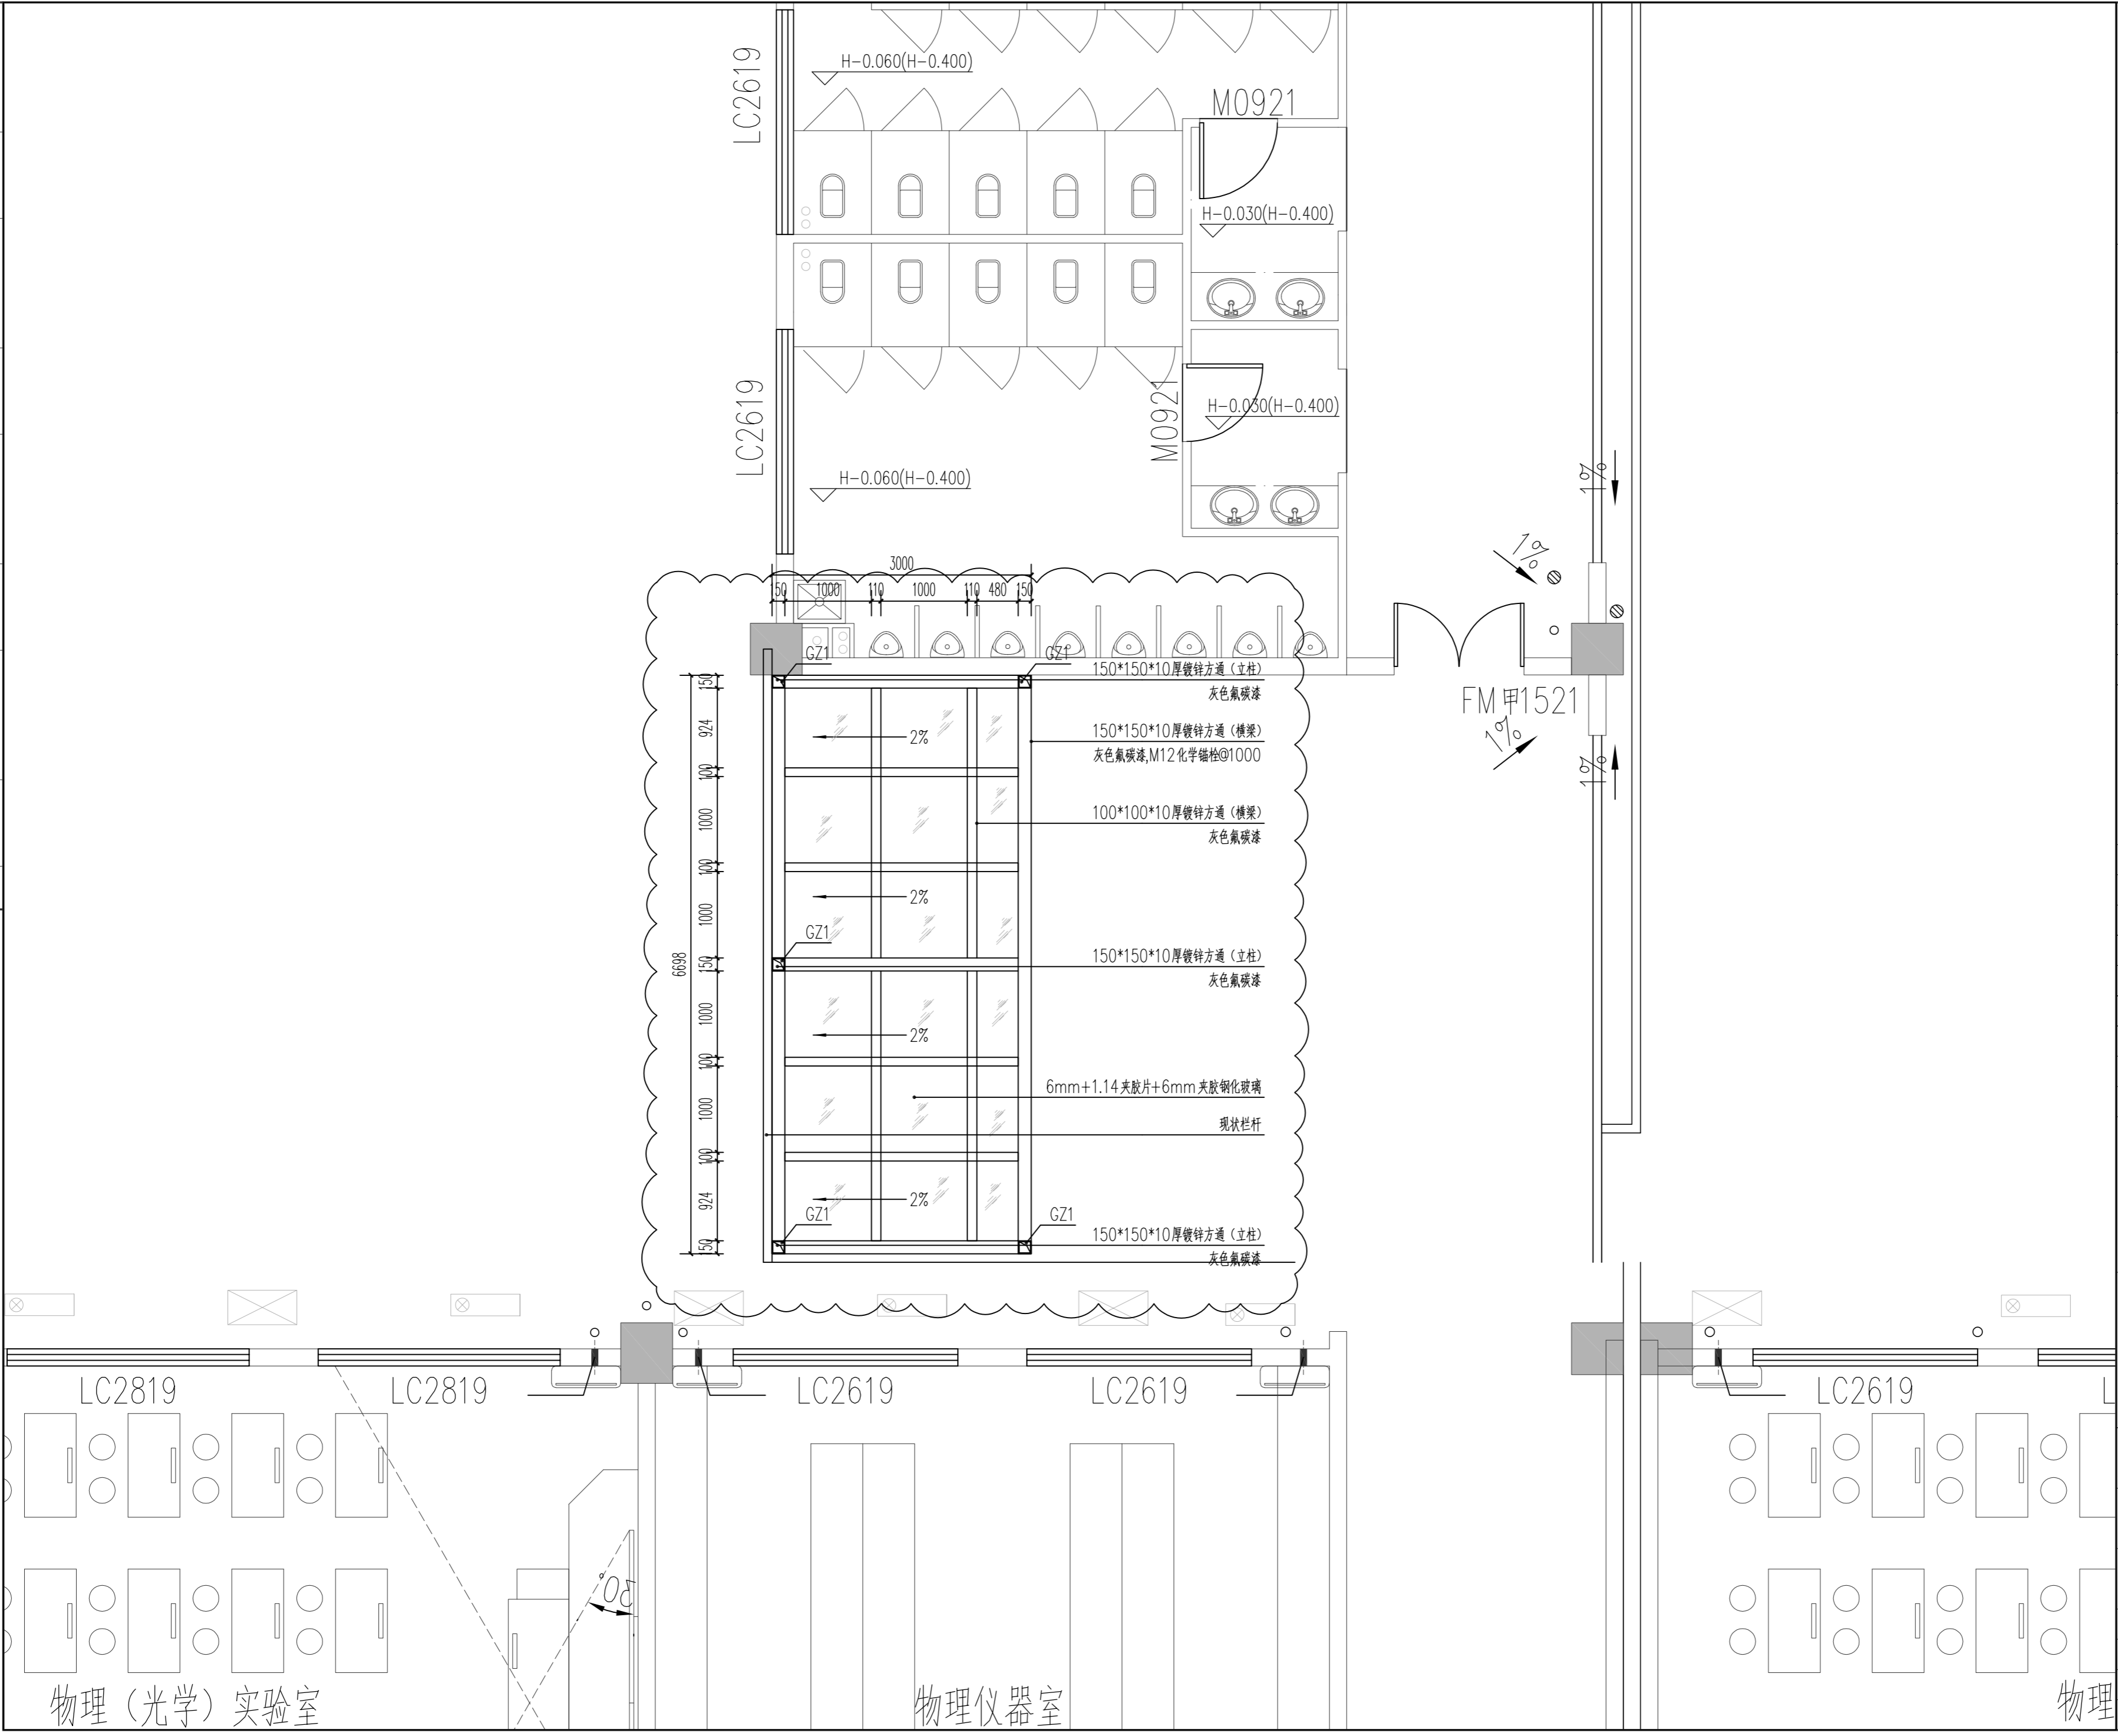 LC2619
H-0.060(H-0.400)
M0921
H-0.030(H-0.400)
LC2619
M0921
H-0.030(H-0.400)
H-0.060(H-0.400)
1%
1%
3000
150 1000 110 1000 110 480 150
GZ1
GZ1
150*150*10厚镀锌方通（立柱）
灰色氟碳漆
FM甲1521
1%
1%
150*150*10厚镀锌方通（横梁）
灰色氟碳漆,M12化学锚栓@1000
100*100*10厚镀锌方通（横梁）
灰色氟碳漆
2%
2%
GZ1
150*150*10厚镀锌方通（立柱）
灰色氟碳漆
2%
6mm+1.14夹胶片+6mm夹胶钢化玻璃
现状栏杆
2%
GZ1
GZ1
150*150*10厚镀锌方通（立柱）
灰色氟碳漆
6698
150
924
100
1000
100
1000
150
1000
100
1000
100
924
150
LC2819
LC2819
LC2619
LC2619
LC2619
L
30°
物理（光学）实验室
物理仪器室
物理